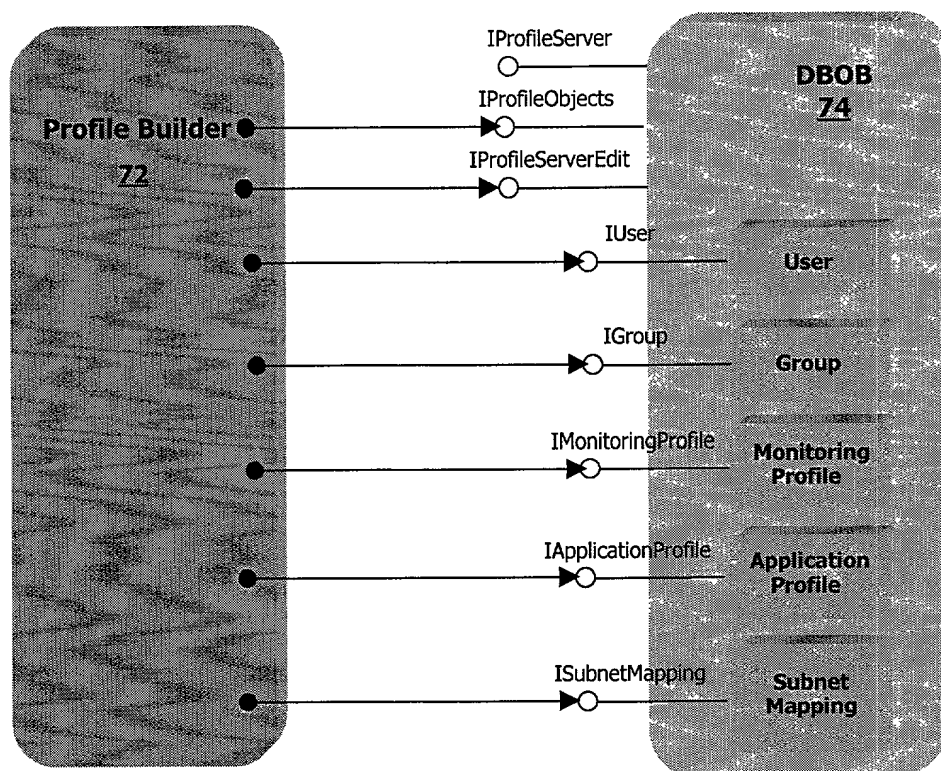 IProfileServer
DBOB
74
IProfileObjects
Profile Builder
72
IProfileServerEdit
IUser
User
IGroup
Group
IMonitoringProfile
Monitoring
Profile
IApplicationProfile
Application
Profile
ISubnetMapping
Subnet
Mapping